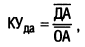 КУда = ДА / ОА ,